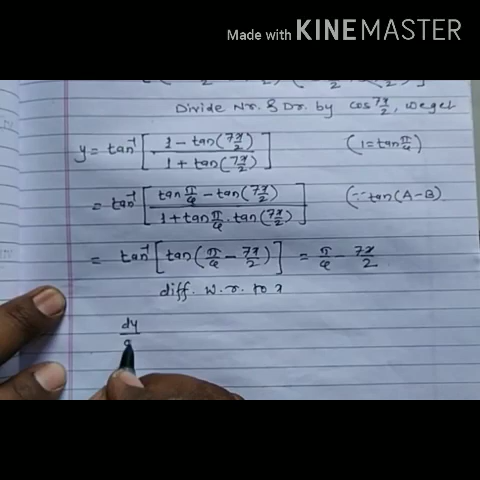 Made with KINEMASTER
Divide Nr. & Dr. by cos 7x/2, we get
y = tan⁻¹ [ (1 − tan(7x/2)) / (1 + tan(7x/2)) ] (1 = tan π/4)
= tan⁻¹ [ (tan π/4 − tan(7x/2)) / (1 + tan π/4 . tan(7x/2)) ] (∵ tan(A−B)
= tan⁻¹ [ tan(π/4 − 7x/2) ] = π/4 − 7x/2
diff. w.r. to x
dy